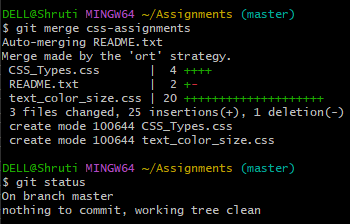 DELL@Shruti MINGW64 ~/Assignments (master)
$ git merge css-assignments
Auto-merging README.txt
Merge made by the 'ort' strategy.
 CSS_Types.css       |  4 ++++
 README.txt          |  2 +-
 text_color_size.css | 20 ++++++++++++++++++++
 3 files changed, 25 insertions(+), 1 deletion(-)
 create mode 100644 CSS_Types.css
 create mode 100644 text_color_size.css
DELL@Shruti MINGW64 ~/Assignments (master)
$ git status
On branch master
nothing to commit, working tree clean